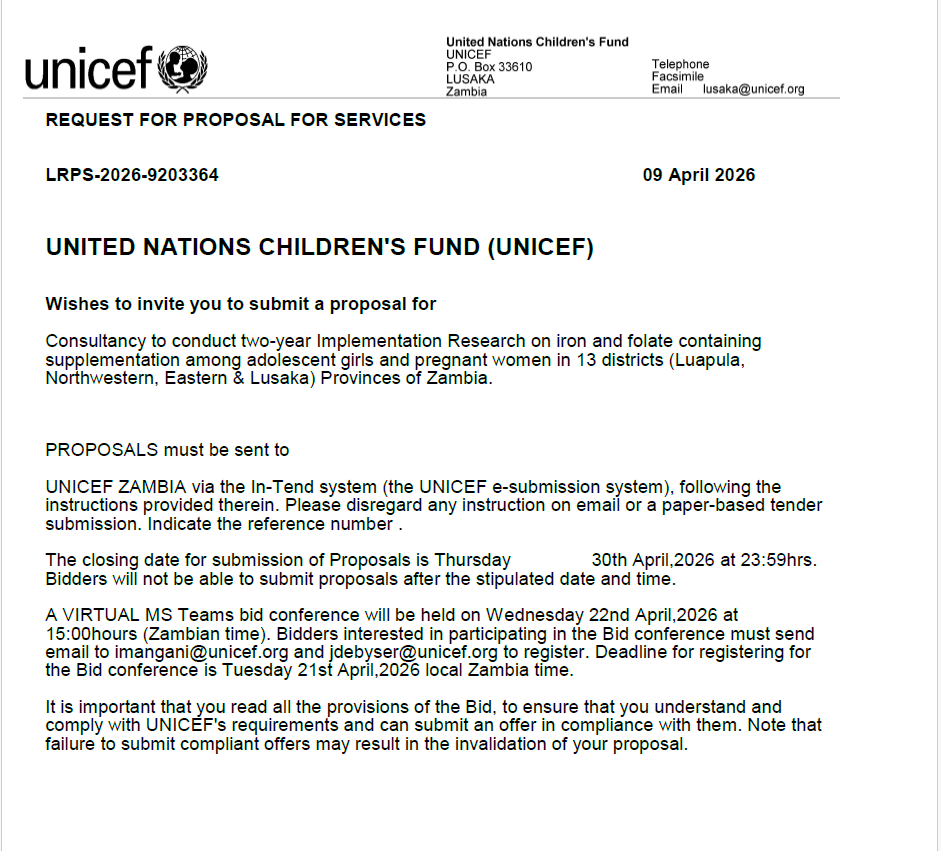 unicef
United Nations Children's Fund
UNICEF
P.O. Box 33610
LUSAKA
Zambia
Telephone
Facsimile
Email lusaka@unicef.org
REQUEST FOR PROPOSAL FOR SERVICES
LRPS-2026-9203364 09 April 2026
UNITED NATIONS CHILDREN'S FUND (UNICEF)
Wishes to invite you to submit a proposal for
Consultancy to conduct two-year Implementation Research on iron and folate containing
supplementation among adolescent girls and pregnant women in 13 districts (Luapula,
Northwestern, Eastern & Lusaka) Provinces of Zambia.
PROPOSALS must be sent to
UNICEF ZAMBIA via the In-Tend system (the UNICEF e-submission system), following the
instructions provided therein. Please disregard any instruction on email or a paper-based tender
submission. Indicate the reference number .
The closing date for submission of Proposals is Thursday 30th April,2026 at 23:59hrs.
Bidders will not be able to submit proposals after the stipulated date and time.
A VIRTUAL MS Teams bid conference will be held on Wednesday 22nd April,2026 at
15:00hours (Zambian time). Bidders interested in participating in the Bid conference must send
email to imangani@unicef.org and jdebyser@unicef.org to register. Deadline for registering for
the Bid conference is Tuesday 21st April,2026 local Zambia time.
It is important that you read all the provisions of the Bid, to ensure that you understand and
comply with UNICEF's requirements and can submit an offer in compliance with them. Note that
failure to submit compliant offers may result in the invalidation of your proposal.